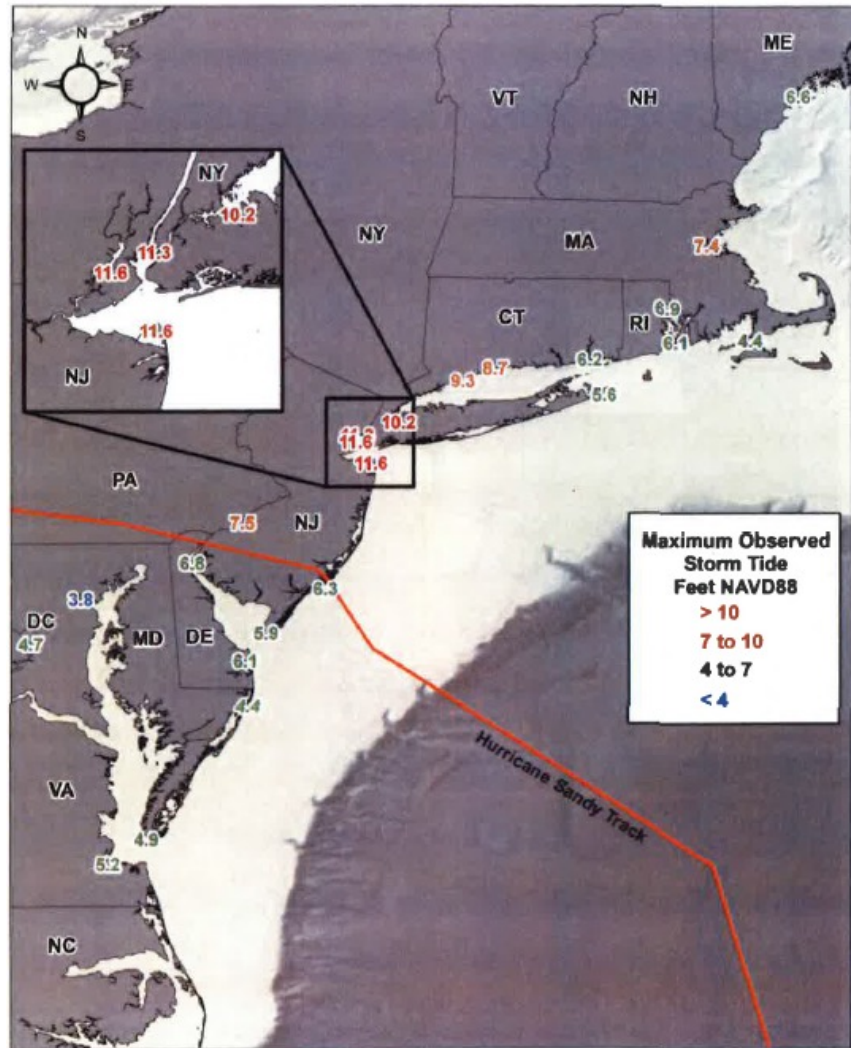 N
W E
S
ME
6.6
VT
NH
NY
10.2
11.3
11.6
11.6
NJ
NY
MA
7.4
CT
RI
6.9
6.1
4.4
6.2
8.7
9.3
5.6
10.2
11.6
11.6
PA
7.5
NJ
6.8
6.3
3.8
DC
4.7
MD
DE
5.9
6.1
4.4
VA
4.9
5.2
NC
Hurricane Sandy Track
Maximum Observed
Storm Tide
Feet NAVD88
> 10
7 to 10
4 to 7
< 4